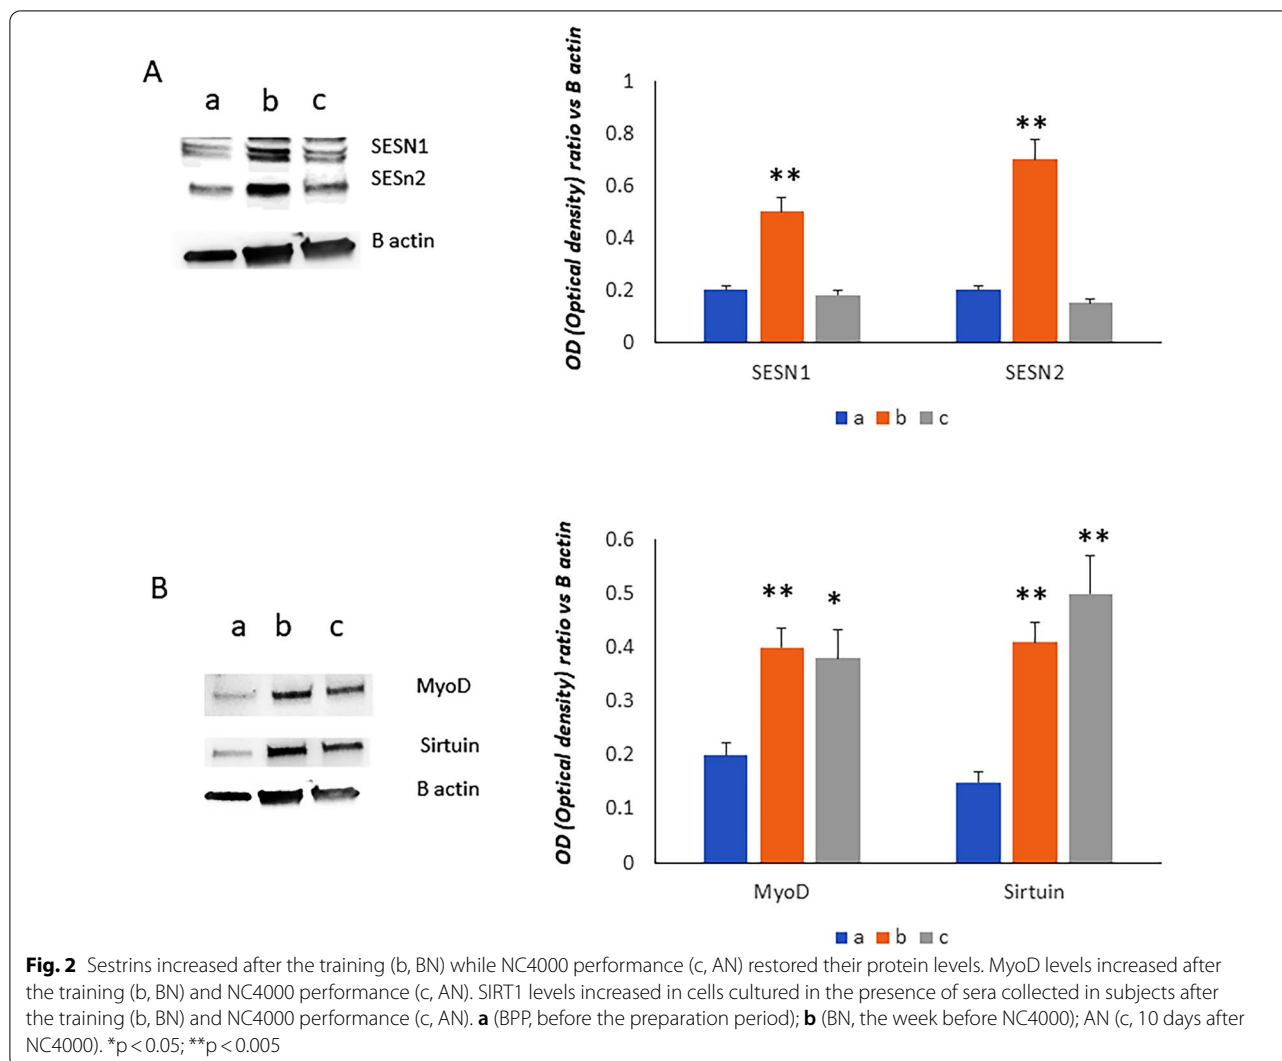 A
a b c
SESN1
SESn2
B actin
OD (Optical density) ratio vs B actin
1
0.8
0.6
0.4
0.2
0
**
**
SESN1 SESN2
a b c
B
a b c
MyoD
Sirtuin
B actin
OD (Optical density) ratio vs B actin
0.6
0.5
0.4
0.3
0.2
0.1
0
** * ** **
MyoD Sirtuin
a b c
Fig. 2 Sestrins increased after the training (b, BN) while NC4000 performance (c, AN) restored their protein levels. MyoD levels increased after
the training (b, BN) and NC4000 performance (c, AN). SIRT1 levels increased in cells cultured in the presence of sera collected in subjects after
the training (b, BN) and NC4000 performance (c, AN). a (BPP, before the preparation period); b (BN, the week before NC4000); AN (c, 10 days after
NC4000). *p < 0.05; **p < 0.005